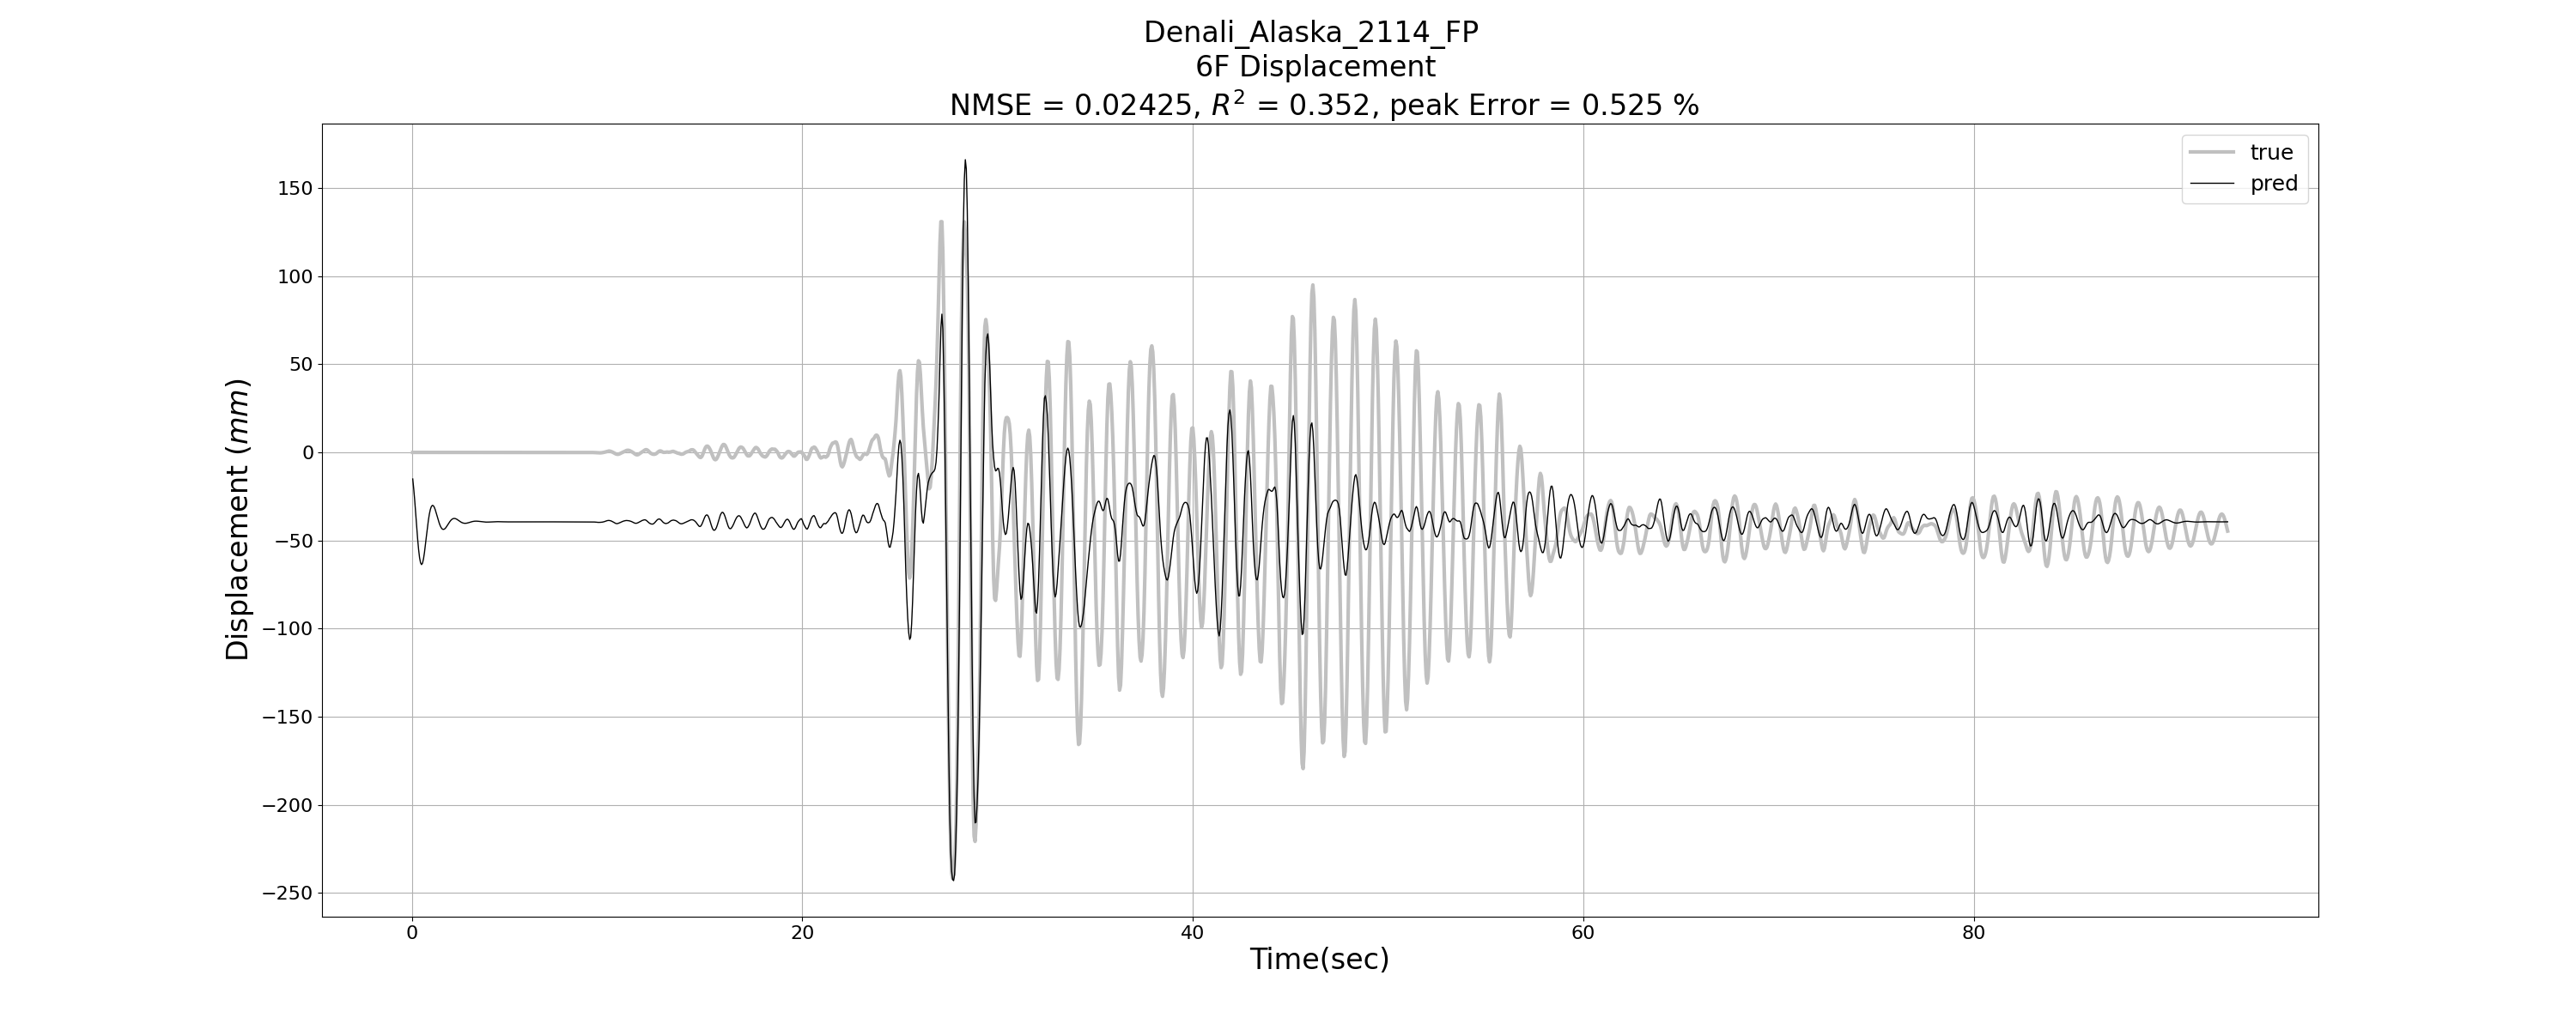 Denali_Alaska_2114_FP
6F Displacement
NMSE = 0.02425, R² = 0.352, peak Error = 0.525 %
true
pred
150
100
50
0
−50
−100
−150
−200
−250
Displacement (mm)
0 20 40 60 80
Time(sec)